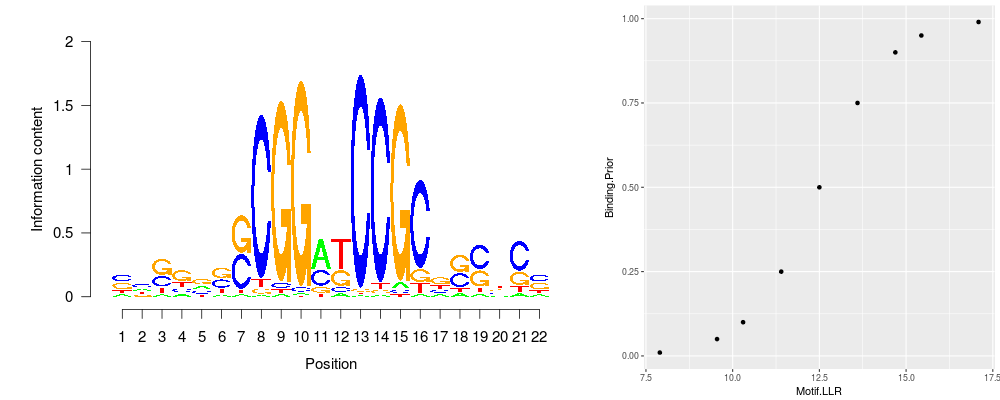 2
1.5
1
0.5
0
Information content
1 2 3 4 5 6 7 8 9 10 11 12 13 14 15 16 17 18 19 20 21 22
Position
G C C G G A T C C G C
1.00
0.75
0.50
0.25
0.00
Binding.Prior
7.5 10.0 12.5 15.0 17.5
Motif.LLR